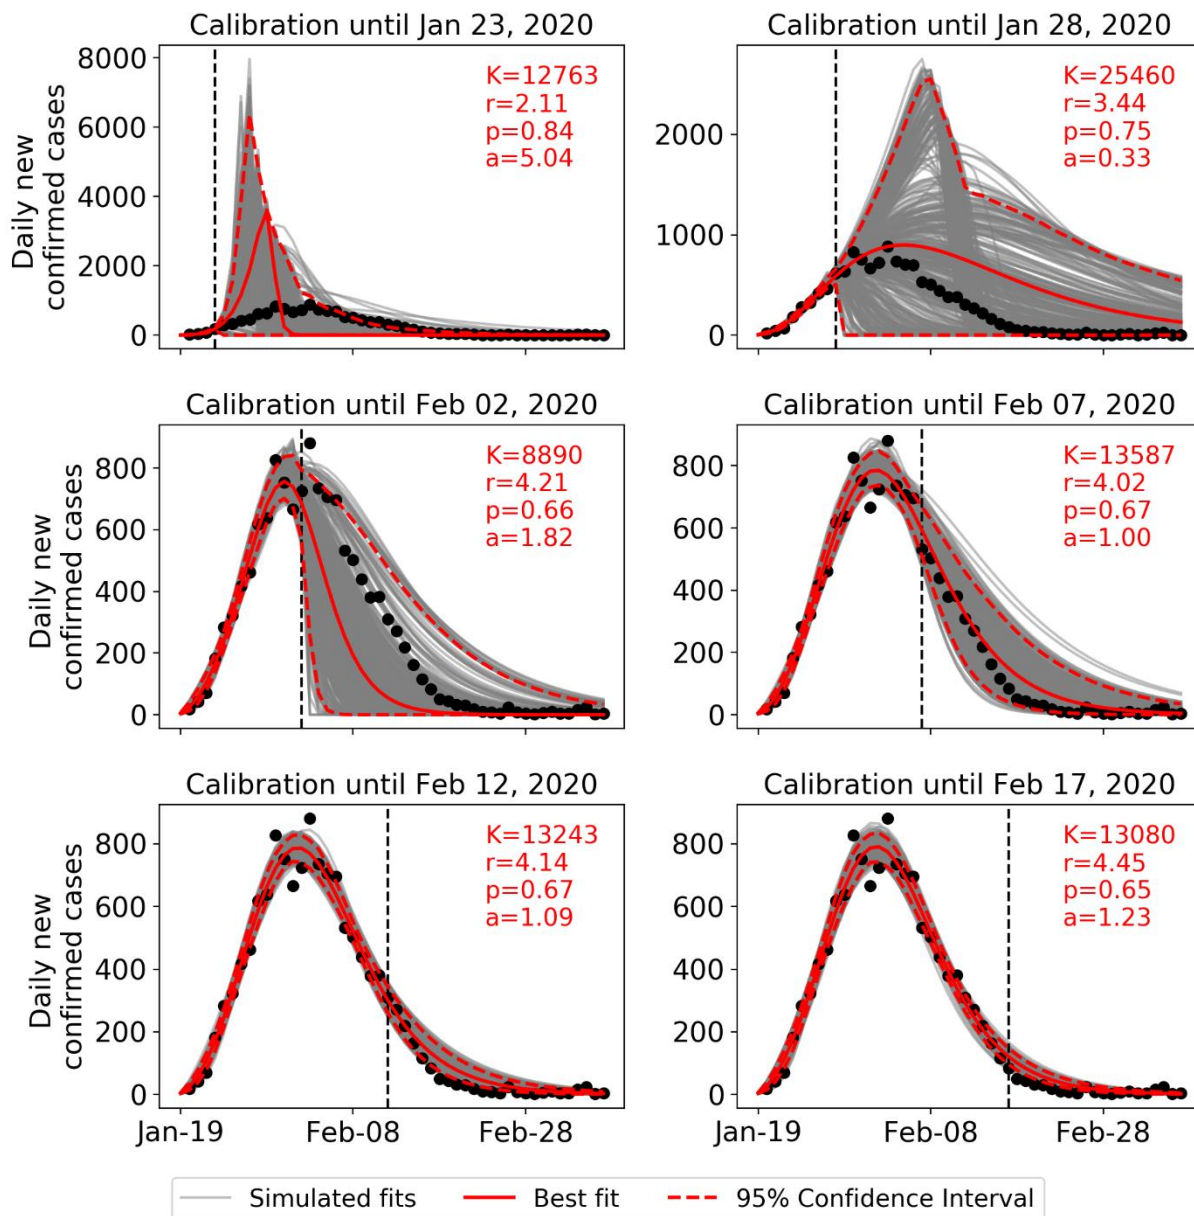 Calibration until Jan 23, 2020
Daily new
confirmed cases
8000
6000
4000
2000
0
K=12763
r=2.11
p=0.84
a=5.04
Calibration until Jan 28, 2020
2000
1000
0
K=25460
r=3.44
p=0.75
a=0.33
Calibration until Feb 02, 2020
Daily new
confirmed cases
800
600
400
200
0
K=8890
r=4.21
p=0.66
a=1.82
Calibration until Feb 07, 2020
800
600
400
200
0
K=13587
r=4.02
p=0.67
a=1.00
Calibration until Feb 12, 2020
Daily new
confirmed cases
800
600
400
200
0
K=13243
r=4.14
p=0.67
a=1.09
Jan-19 Feb-08 Feb-28
Calibration until Feb 17, 2020
800
600
400
200
0
K=13080
r=4.45
p=0.65
a=1.23
Jan-19 Feb-08 Feb-28
Simulated fits Best fit 95% Confidence Interval